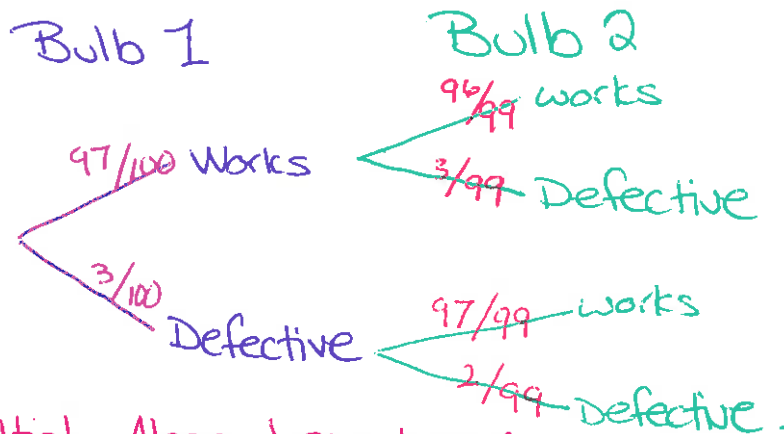 Bulb 1
Bulb 2
96/99 works
97/100 Works
3/99 Defective
3/100
Defective
97/99 works
2/99 Defective